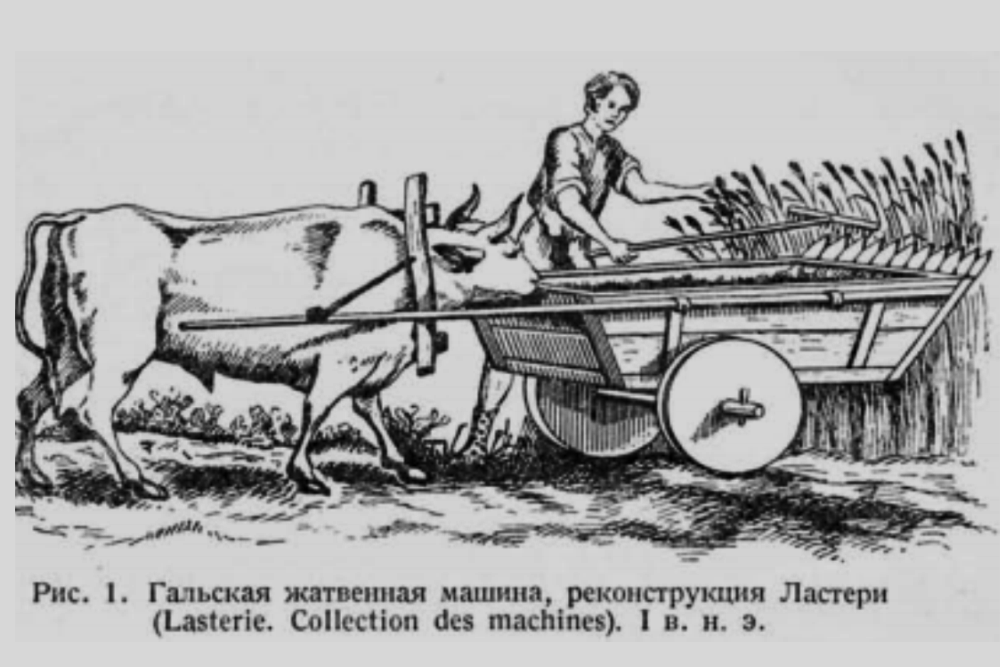 Рис. 1. Гальская жатвенная машина, реконструкция Ластери
(Lasterie. Collection des machines). I в. н. э.